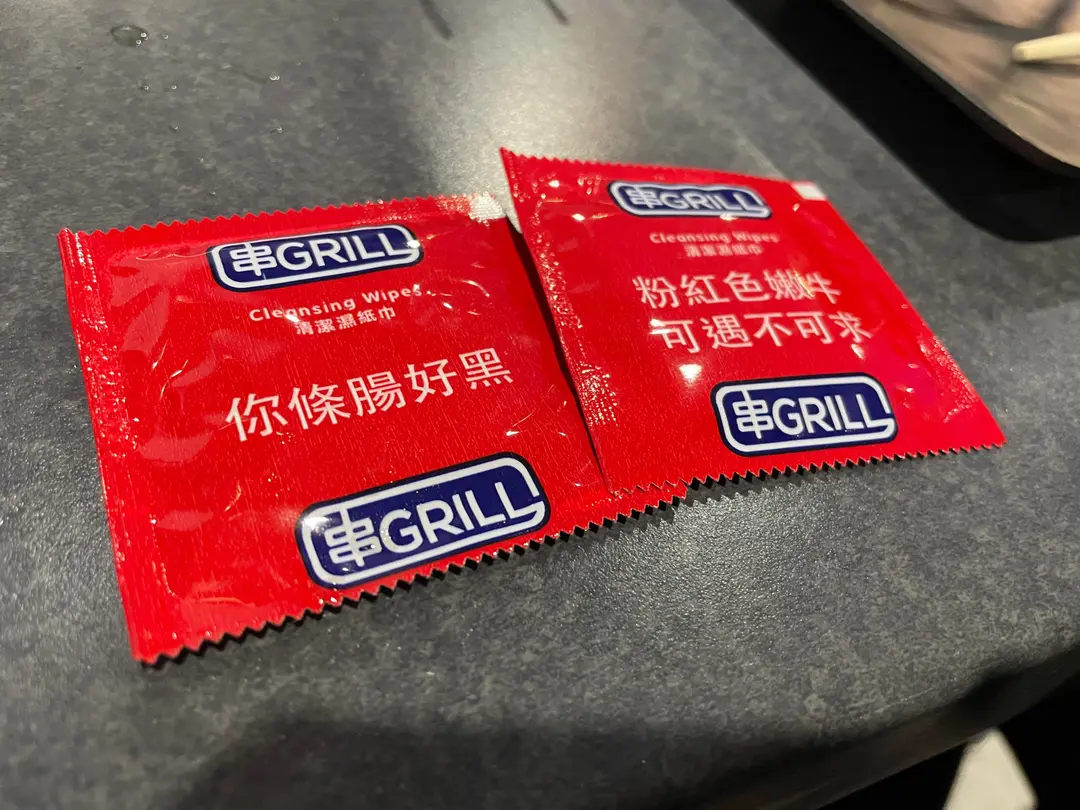 串GRILL
Cleansing Wipes
清潔濕紙巾
你條腸好黑
串GRILL
串GRILL
Cleansing Wipes
清潔濕紙巾
粉紅色嫩牛
可遇不可求
串GRILL